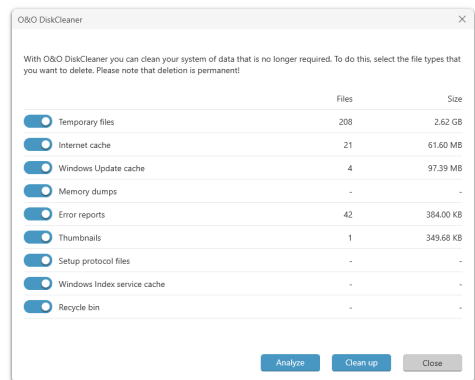 O&O DiskCleaner
With O&O DiskCleaner you can clean your system of data that is no longer required. To do this, select the file types that
you want to delete. Please note that deletion is permanent!
Files Size
Temporary files 208 2.62 GB
Internet cache 21 61.60 MB
Windows Update cache 4 97.39 MB
Memory dumps - -
Error reports 42 384.00 KB
Thumbnails 1 349.68 KB
Setup protocol files - -
Windows Index service cache - -
Recycle bin - -
Analyze Clean up Close